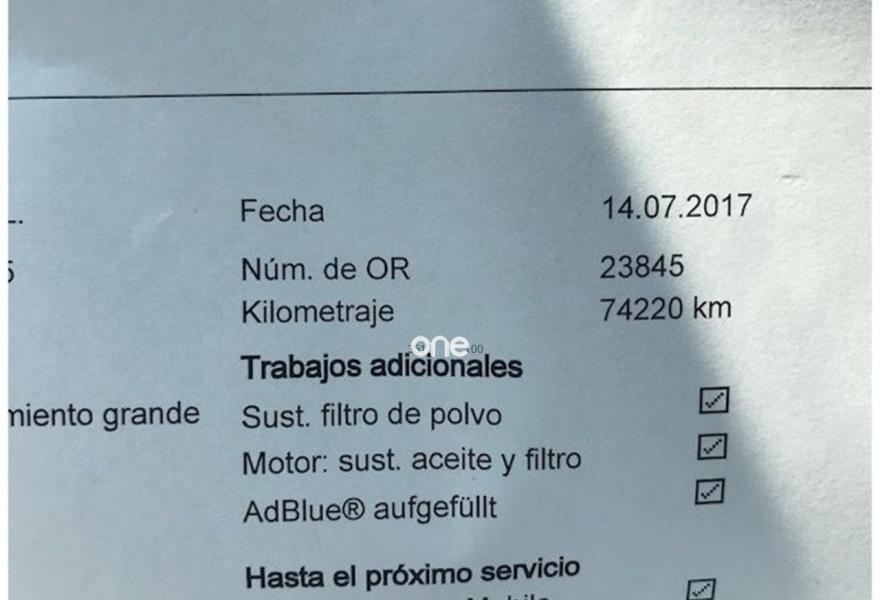 Fecha 14.07.2017
Núm. de OR 23845
Kilometraje 74220 km
one
Trabajos adicionales
miento grande Sust. filtro de polvo
Motor: sust. aceite y filtro
AdBlue® aufgefüllt
Hasta el próximo servicio